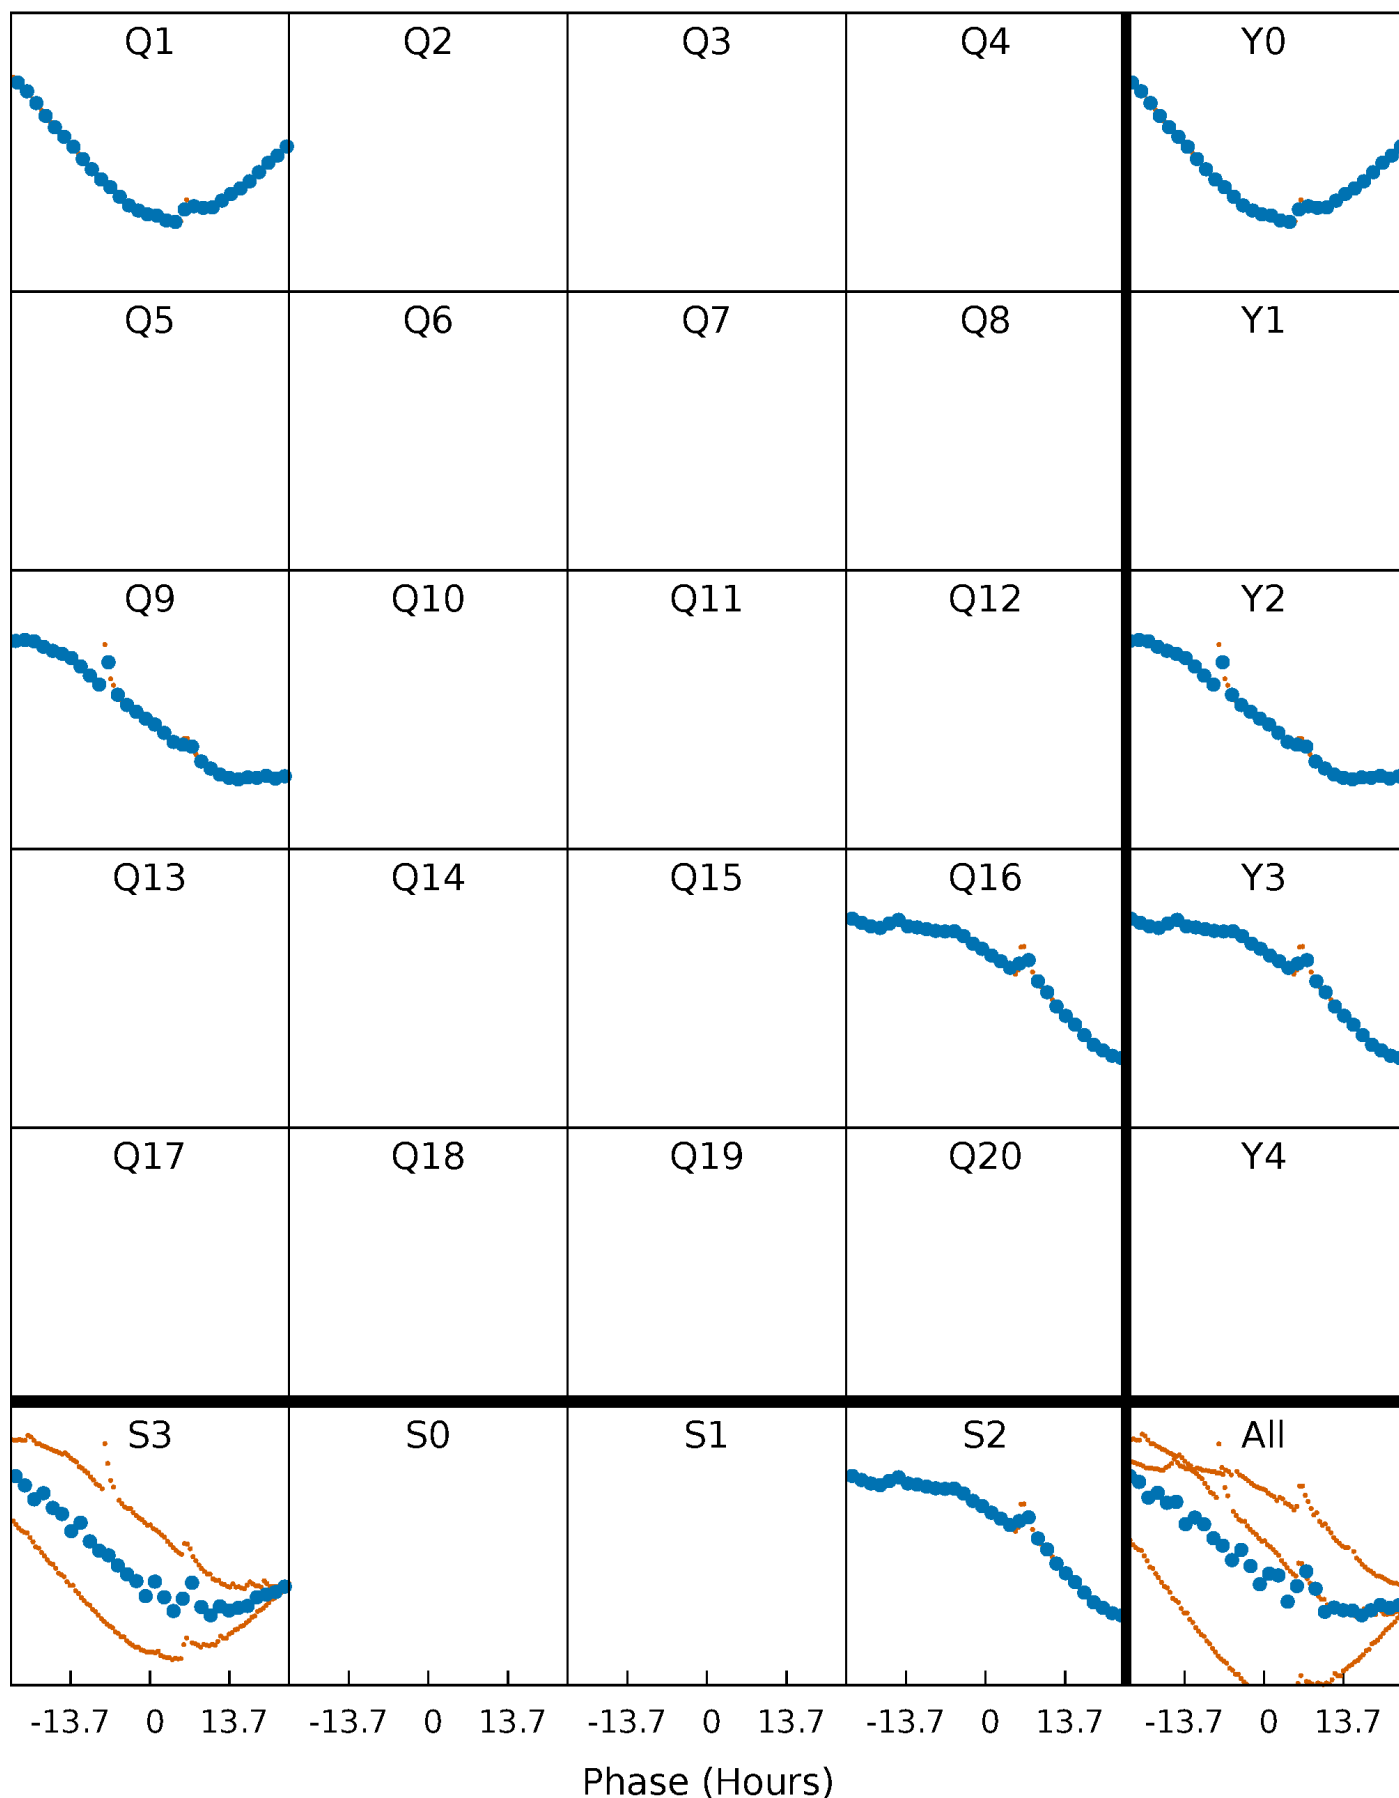 Q1 Q2 Q3 Q4 Y0
Q5 Q6 Q7 Q8 Y1
Q9 Q10 Q11 Q12 Y2
Q13 Q14 Q15 Q16 Y3
Q17 Q18 Q19 Q20 Y4
S3 S0 S1 S2 All
-13.7 0 13.7 -13.7 0 13.7 -13.7 0 13.7 -13.7 0 13.7 -13.7 0 13.7
Phase (Hours)